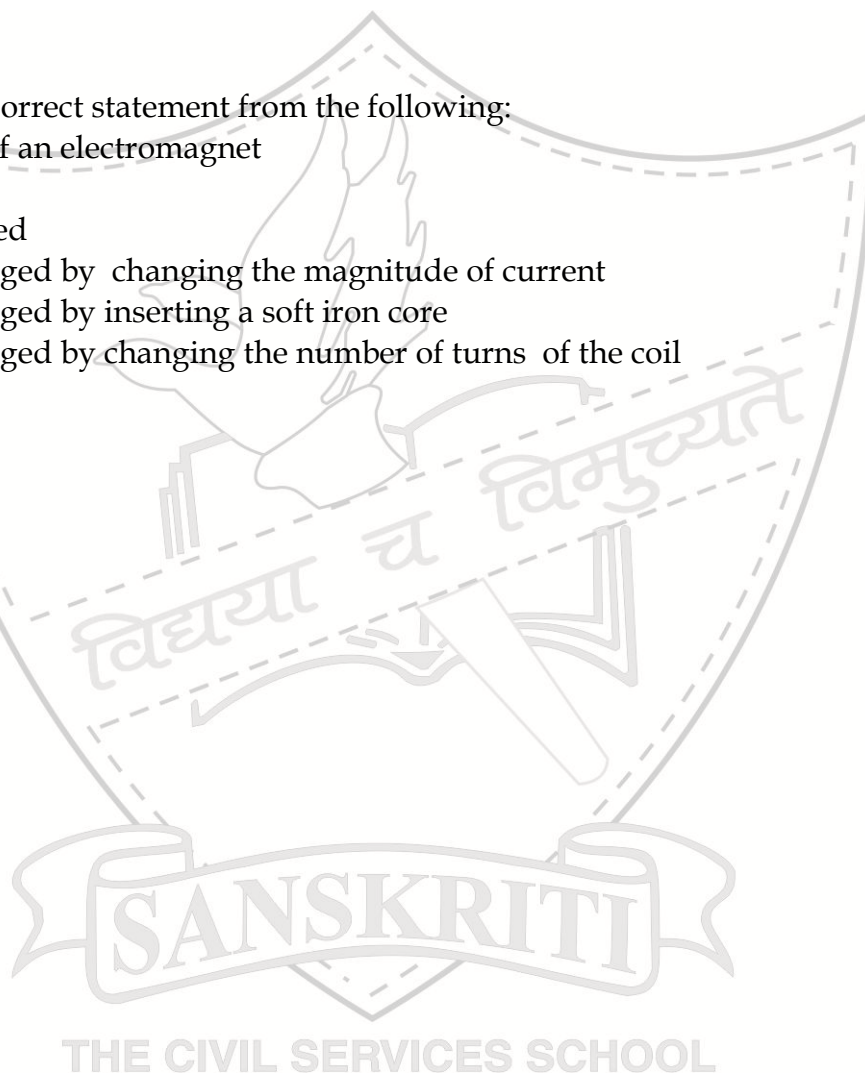 orrect statement from the following:
f an electromagnet
ed
ged by  changing the magnitude of current
ged by inserting a soft iron core
ged by changing the number of turns  of the coil
विद्यया च विमुच्यते
SANSKRITI
THE CIVIL SERVICES SCHOOL